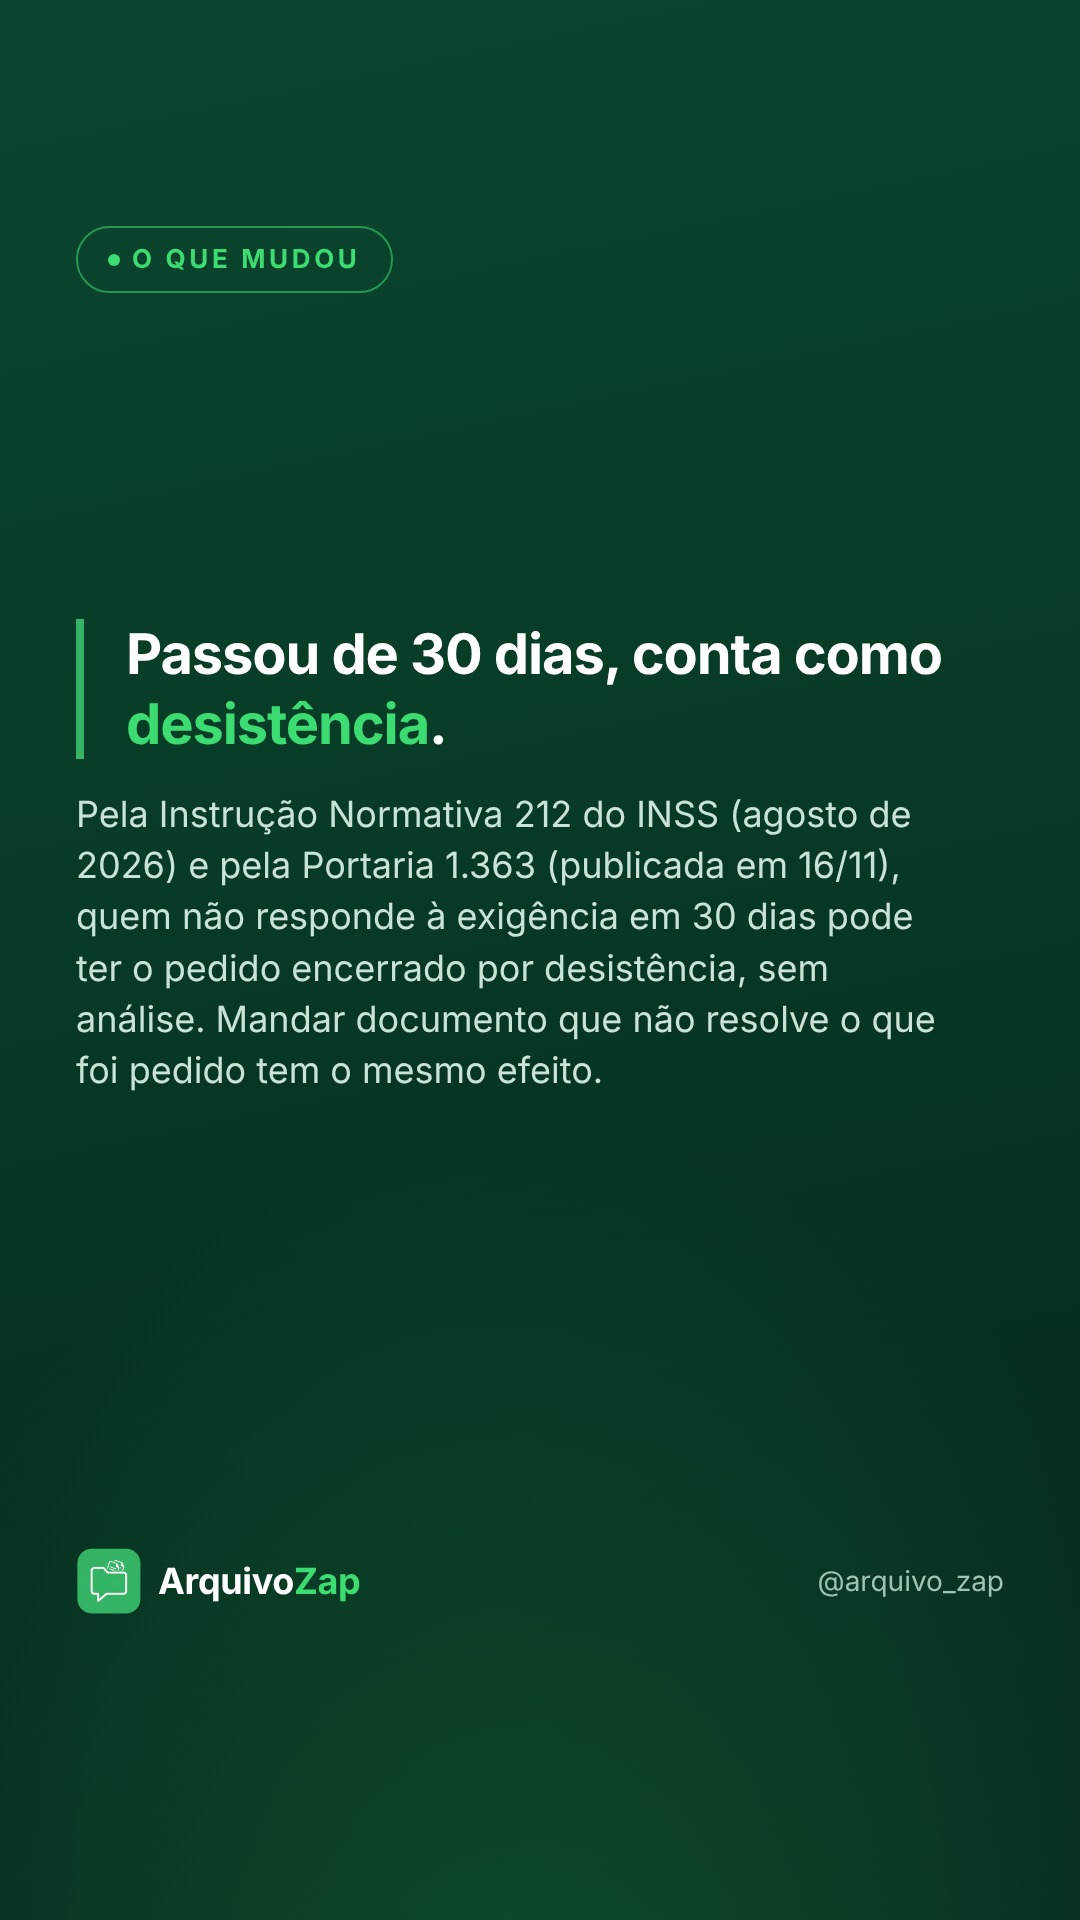 O QUE MUDOU
Passou de 30 dias, conta como
desistência.
Pela Instrução Normativa 212 do INSS (agosto de
2026) e pela Portaria 1.363 (publicada em 16/11),
quem não responde à exigência em 30 dias pode
ter o pedido encerrado por desistência, sem
análise. Mandar documento que não resolve o que
foi pedido tem o mesmo efeito.
ArquivoZap
@arquivo_zap